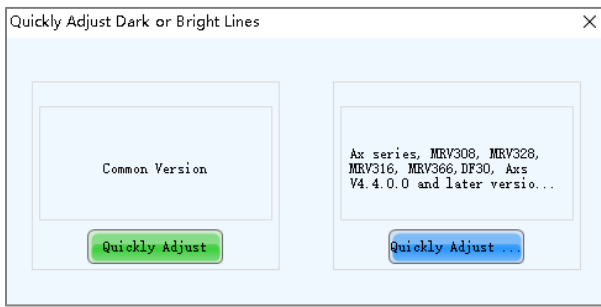 Quickly Adjust Dark or Bright Lines
Common Version
Ax series, MRV308, MRV328,
MRV316, MRV366,DF30, Axs
V4.4.0.0 and later versio...
Quickly Adjust
Quickly Adjust ...